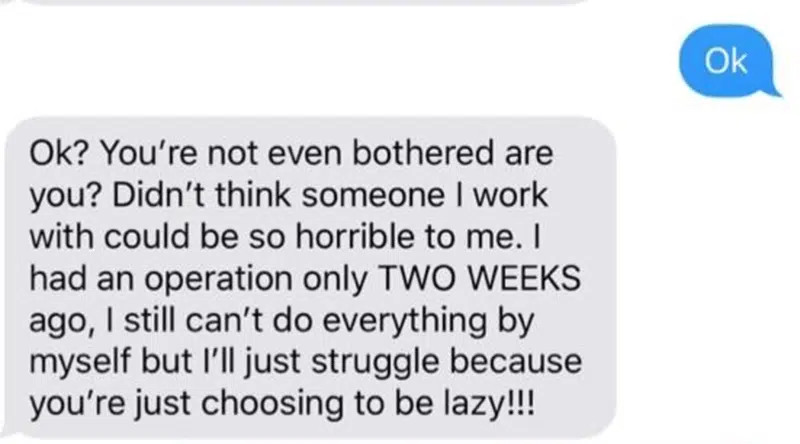 Ok
Ok? You're not even bothered are
you? Didn't think someone I work
with could be so horrible to me. I
had an operation only TWO WEEKS
ago, I still can't do everything by
myself but I'll just struggle because
you're just choosing to be lazy!!!